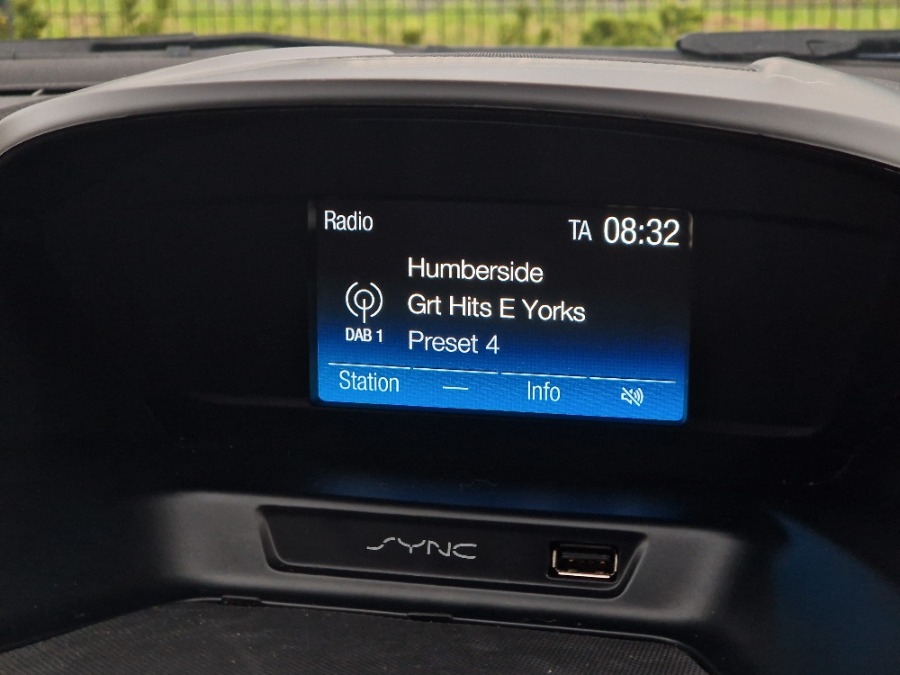 Radio
TA 08:32
Humberside
Grt Hits E Yorks
DAB 1
Preset 4
Station
—
Info
SYNC